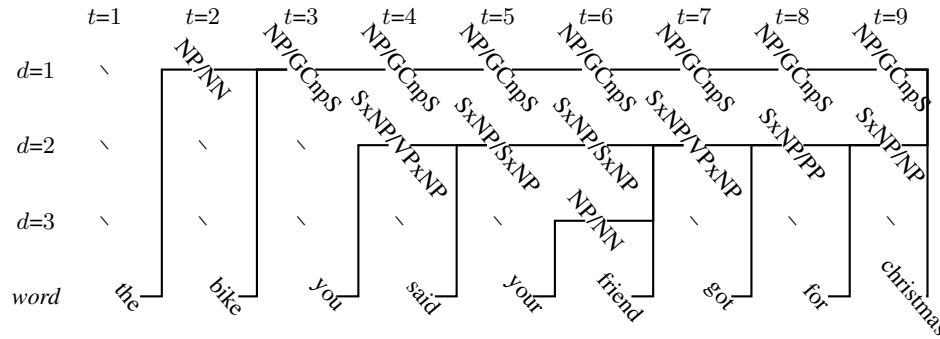 t=1 t=2 t=3 t=4 t=5 t=6 t=7 t=8 t=9
d=1 NP/NN NP/GCnpS NP/GCnpS NP/GCnpS NP/GCnpS NP/GCnpS NP/GCnpS NP/GCnpS
d=2 SxNP/VPxNP SxNP/SxNP SxNP/SxNP SxNP/VPxNP SxNP/PP SxNP/NP
d=3 NP/NN
word the bike you said your friend got for christmas